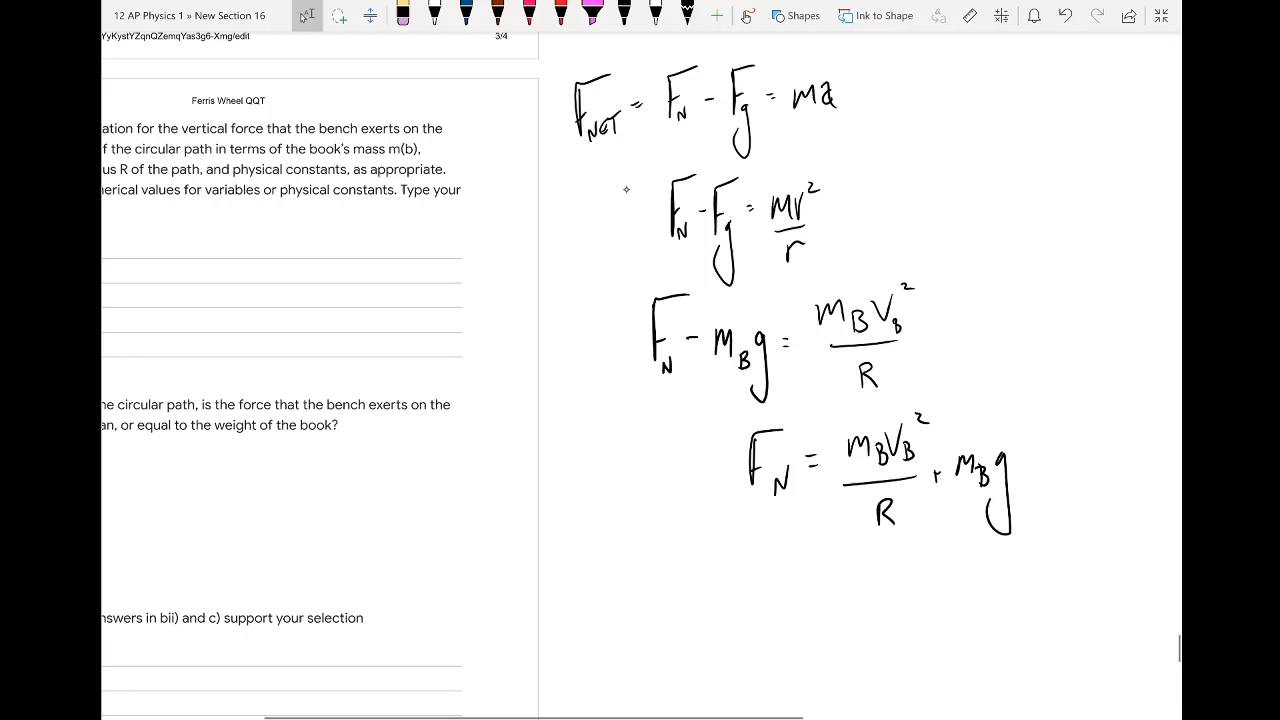 12 AP Physics 1 » New Section 16
Shapes
Ink to Shape
YyKystYZqnQZemqYas3g6-Xmg/edit
3/4
Ferris Wheel QQT
ation for the vertical force that the bench exerts on the
f the circular path in terms of the book's mass m(b),
us R of the path, and physical constants, as appropriate.
nerical values for variables or physical constants. Type your
ne circular path, is the force that the bench exerts on the
an, or equal to the weight of the book?
nswers in bii) and c) support your selection
F_NET = F_N - F_g = ma
F_N - F_g = mv²/r
F_N - m_B g = m_B v_B²/R
F_N = m_B v_B²/R + m_B g